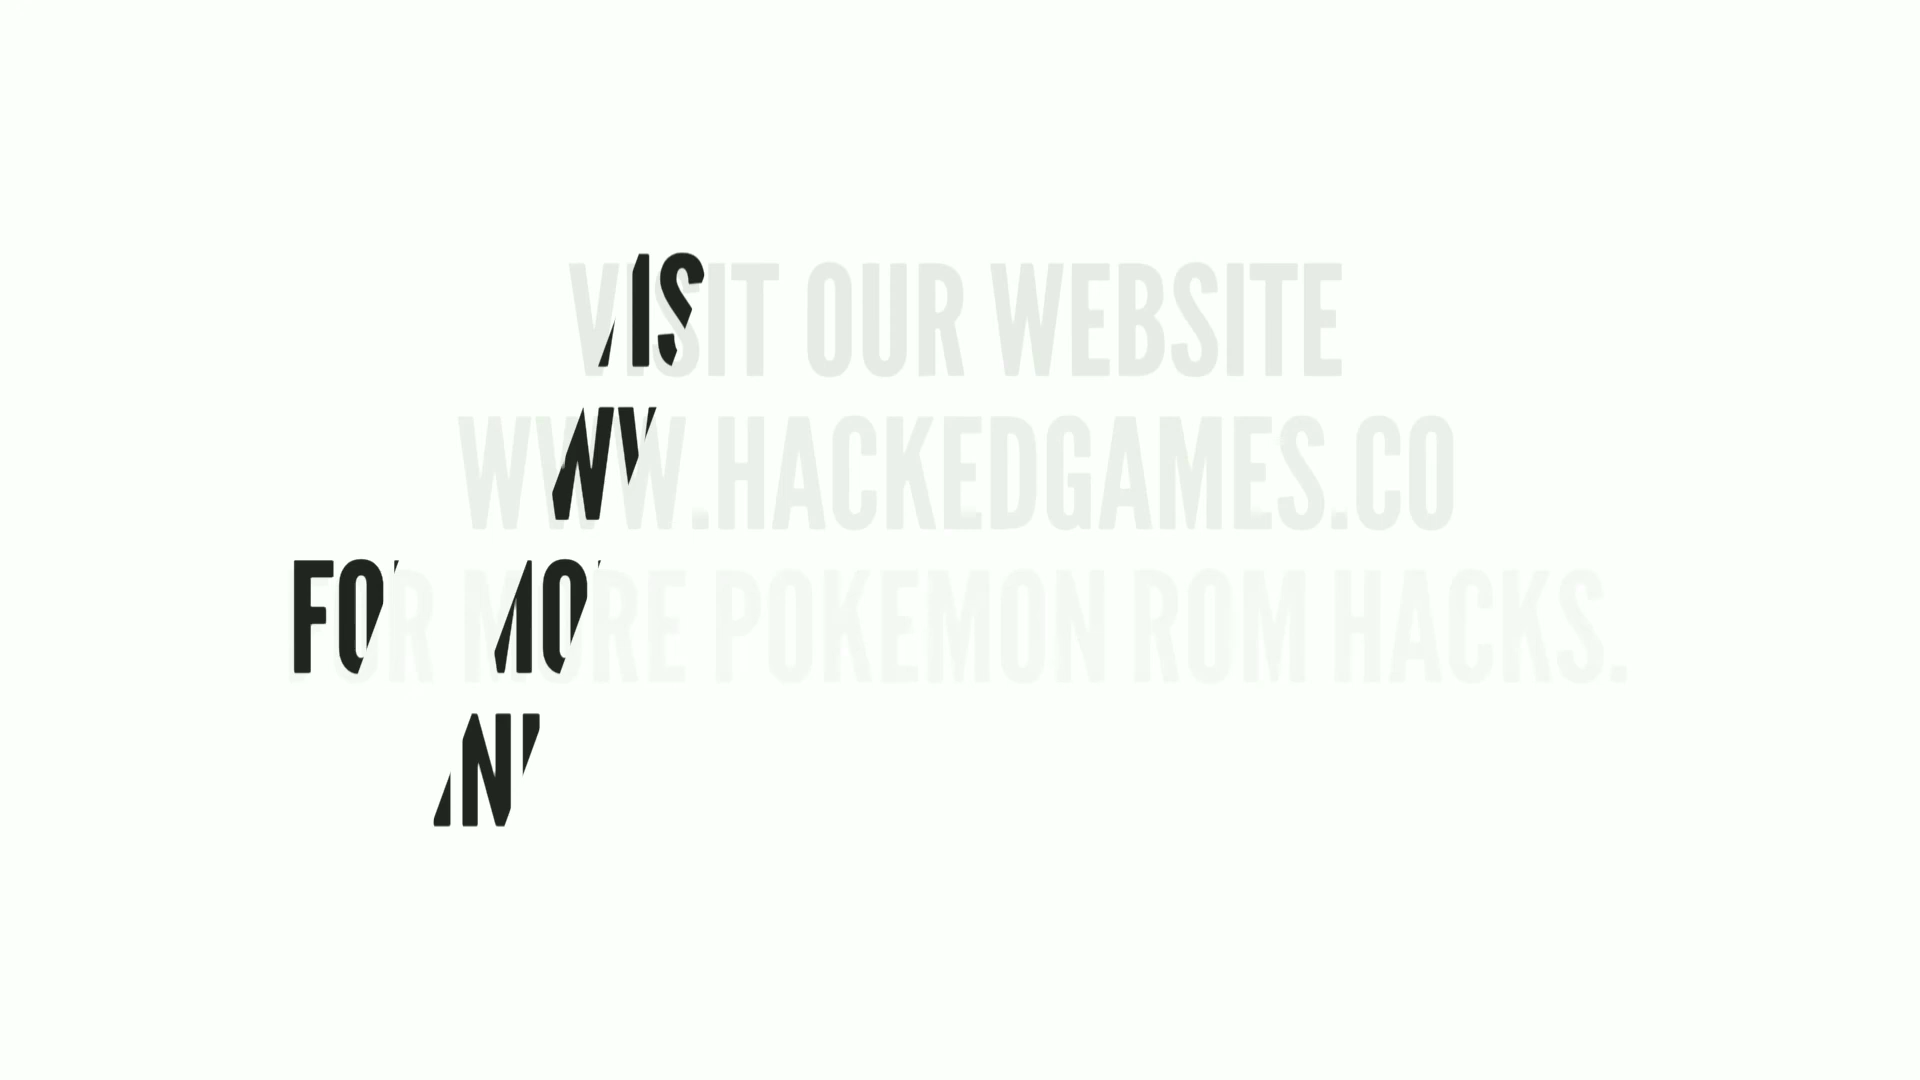 VISIT OUR WEBSITE
WWW.HACKEDGAMES.CO
FOR MORE POKEMON ROM HACKS.